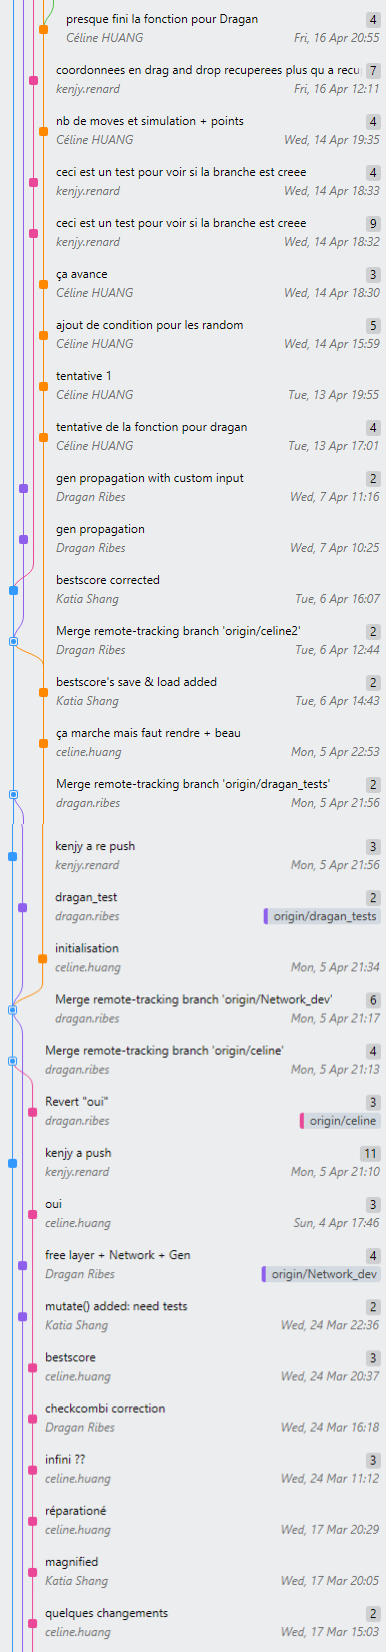 presque fini la fonction pour Dragan 4
Céline HUANG Fri, 16 Apr 20:55
coordonnees en drag and drop recuperees plus qu a recu 7
kenjy.renard Fri, 16 Apr 12:11
nb de moves et simulation + points 4
Céline HUANG Wed, 14 Apr 19:35
ceci est un test pour voir si la branche est creee 4
kenjy.renard Wed, 14 Apr 18:33
ceci est un test pour voir si la branche est creee 9
kenjy.renard Wed, 14 Apr 18:32
ça avance 3
Céline HUANG Wed, 14 Apr 18:30
ajout de condition pour les random 5
Céline HUANG Wed, 14 Apr 15:59
tentative 1
Céline HUANG Tue, 13 Apr 19:55
tentative de la fonction pour dragan 4
Céline HUANG Tue, 13 Apr 17:01
gen propagation with custom input 2
Dragan Ribes Wed, 7 Apr 11:16
gen propagation
Dragan Ribes Wed, 7 Apr 10:25
bestscore corrected
Katia Shang Tue, 6 Apr 16:07
Merge remote-tracking branch 'origin/celine2' 2
Dragan Ribes Tue, 6 Apr 12:44
bestscore's save & load added 2
Katia Shang Tue, 6 Apr 14:43
ça marche mais faut rendre + beau
celine.huang Mon, 5 Apr 22:53
Merge remote-tracking branch 'origin/dragan_tests' 2
dragan.ribes Mon, 5 Apr 21:56
kenjy a re push 3
kenjy.renard Mon, 5 Apr 21:56
dragan_test 2
dragan.ribes origin/dragan_tests
initialisation
celine.huang Mon, 5 Apr 21:34
Merge remote-tracking branch 'origin/Network_dev' 6
dragan.ribes Mon, 5 Apr 21:17
Merge remote-tracking branch 'origin/celine' 4
dragan.ribes Mon, 5 Apr 21:13
Revert "oui" 3
dragan.ribes origin/celine
kenjy a push 11
kenjy.renard Mon, 5 Apr 21:10
oui 3
celine.huang Sun, 4 Apr 17:46
free layer + Network + Gen 4
Dragan Ribes origin/Network_dev
mutate() added: need tests 2
Katia Shang Wed, 24 Mar 22:36
bestscore 3
celine.huang Wed, 24 Mar 20:37
checkcombi correction
Dragan Ribes Wed, 24 Mar 16:18
infini ?? 3
celine.huang Wed, 24 Mar 11:12
réparationé
celine.huang Wed, 17 Mar 20:29
magnified
Katia Shang Wed, 17 Mar 20:05
quelques changements 2
celine.huang Wed, 17 Mar 15:03